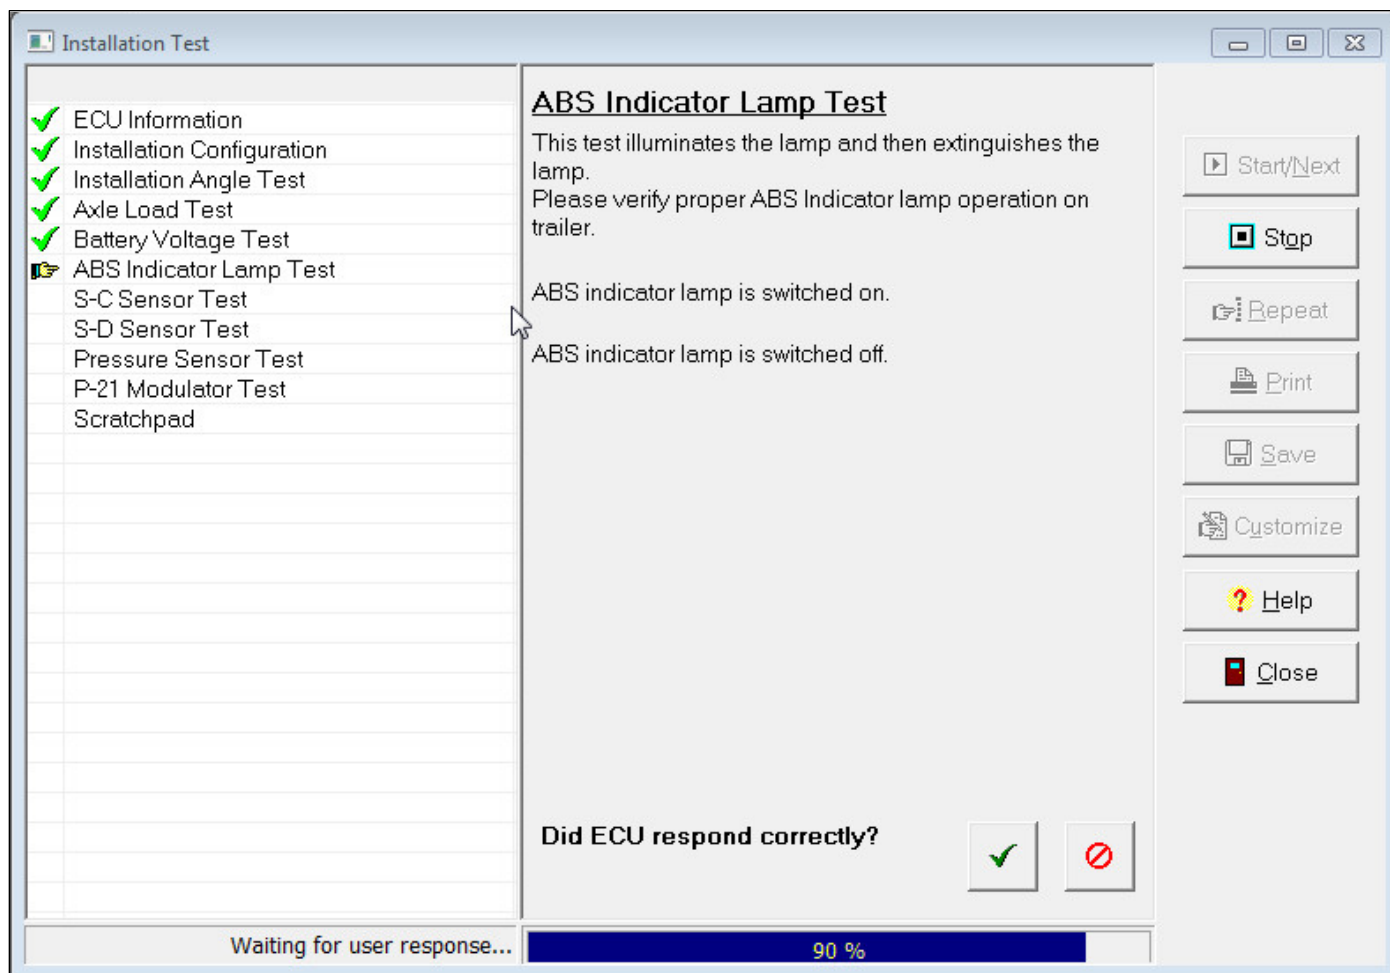 Installation Test
ECU Information
Installation Configuration
Installation Angle Test
Axle Load Test
Battery Voltage Test
ABS Indicator Lamp Test
S-C Sensor Test
S-D Sensor Test
Pressure Sensor Test
P-21 Modulator Test
Scratchpad
Waiting for user response...
ABS Indicator Lamp Test
This test illuminates the lamp and then extinguishes the
lamp.
Please verify proper ABS Indicator lamp operation on
trailer.
ABS indicator lamp is switched on.
ABS indicator lamp is switched off.
Did ECU respond correctly?
90 %
Start/Next
Stop
Repeat
Print
Save
Customize
Help
Close